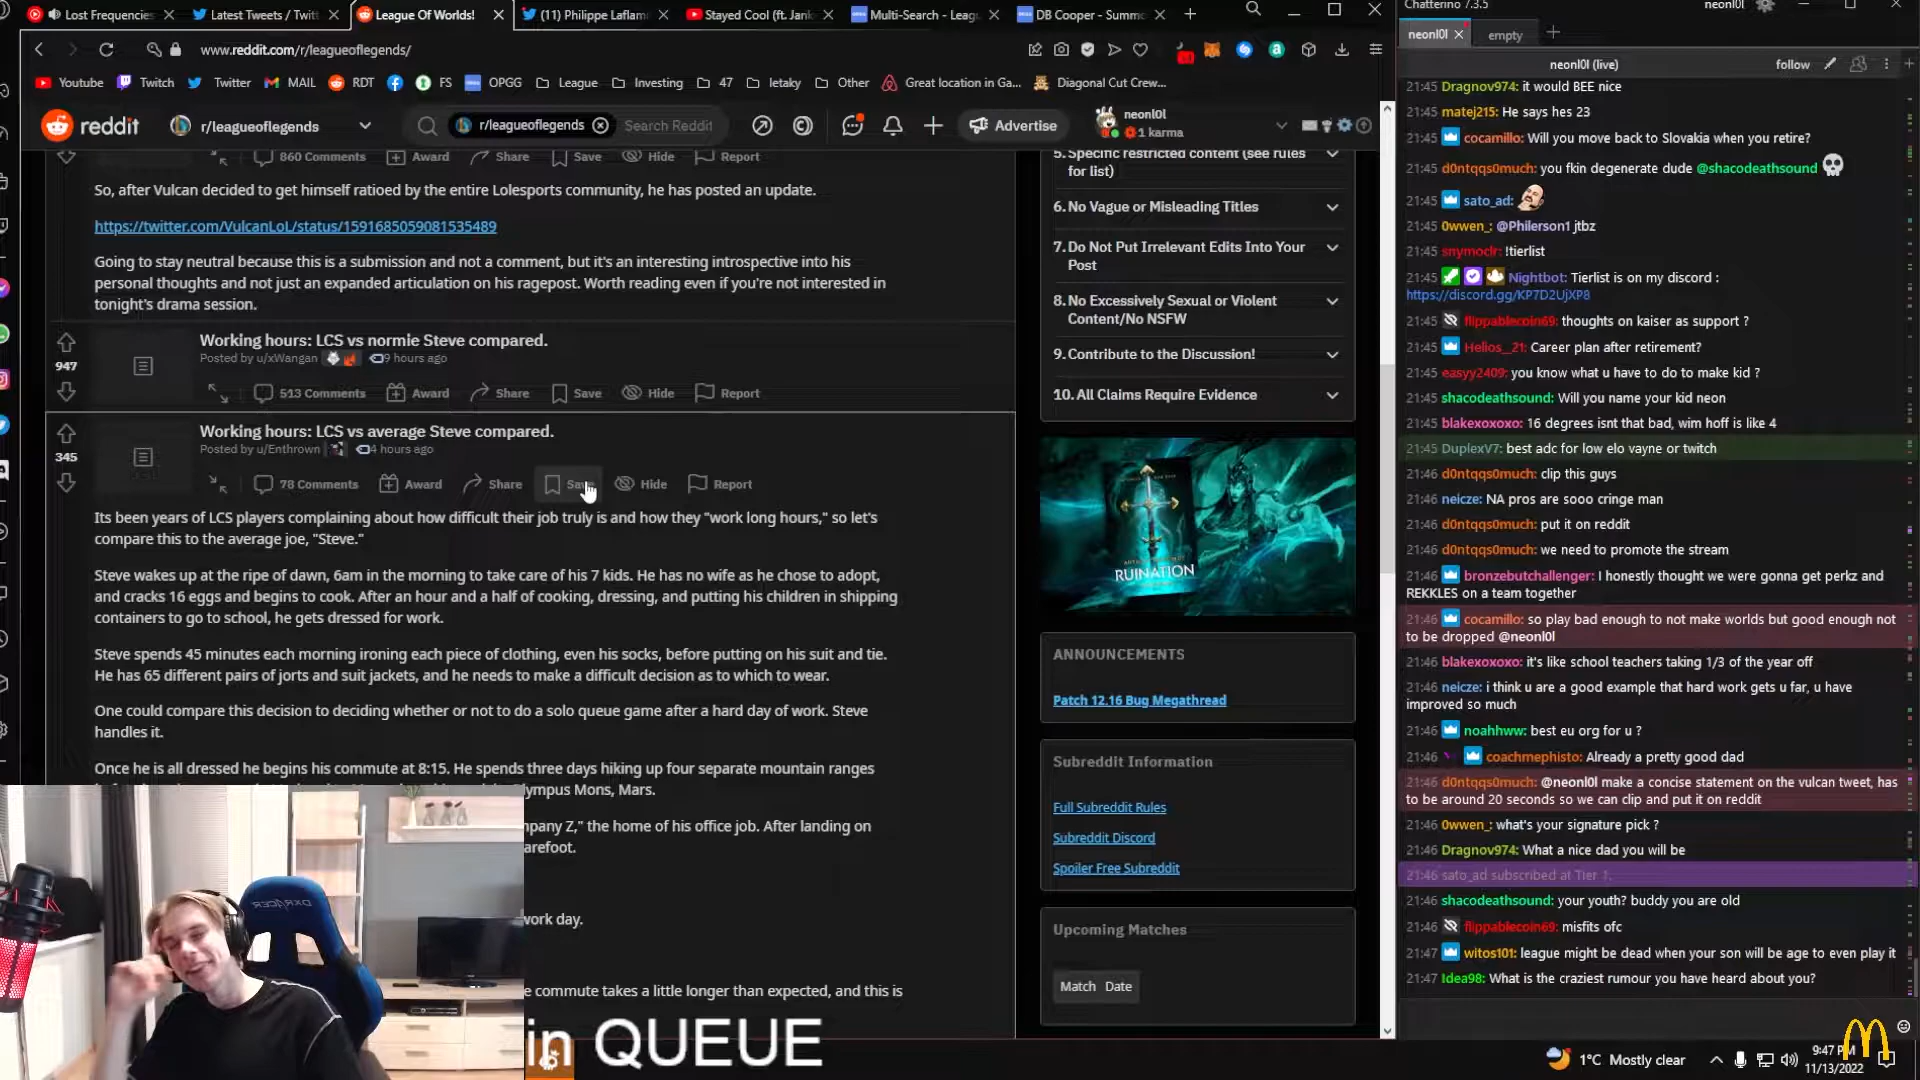 Lost Frequencies
Latest Tweets / Twitt
League Of Worlds!
(11) Philippe Laflam
Stayed Cool (ft. Jank
Multi-Search - Leag
DB Cooper - Summo
www.reddit.com/r/leagueoflegends/
Youtube
Twitch
Twitter
MAIL
RDT
FS
OPGG
League
Investing
47
letaky
Other
Great location in Ga...
Diagonal Cut Crew...
reddit
r/leagueoflegends
r/leagueoflegends
Search Reddit
Advertise
neonl0l
1 karma
860 Comments Award Share Save Hide Report
So, after Vulcan decided to get himself ratioed by the entire Lolesports community, he has posted an update.
https://twitter.com/VulcanLoL/status/1591685059081535489
Going to stay neutral because this is a submission and not a comment, but it's an interesting introspective into his
personal thoughts and not just an expanded articulation on his ragepost. Worth reading even if you're not interested in
tonight's drama session.
947
Working hours: LCS vs normie Steve compared.
Posted by u/xWangan 9 hours ago
513 Comments Award Share Save Hide Report
345
Working hours: LCS vs average Steve compared.
Posted by u/Enthrown 4 hours ago
78 Comments Award Share Save Hide Report
Its been years of LCS players complaining about how difficult their job truly is and how they "work long hours," so let's
compare this to the average joe, "Steve."
Steve wakes up at the ripe of dawn, 6am in the morning to take care of his 7 kids. He has no wife as he chose to adopt,
and cracks 16 eggs and begins to cook. After an hour and a half of cooking, dressing, and putting his children in shipping
containers to go to school, he gets dressed for work.
Steve spends 45 minutes each morning ironing each piece of clothing, even his socks, before putting on his suit and tie.
He has 65 different pairs of jorts and suit jackets, and he needs to make a difficult decision as to which to wear.
One could compare this decision to deciding whether or not to do a solo queue game after a hard day of work. Steve
handles it.
Once he is all dressed he begins his commute at 8:15. He spends three days hiking up four separate mountain ranges
lympus Mons, Mars.
mpany Z," the home of his office job. After landing on
arefoot.
work day.
e commute takes a little longer than expected, and this is
in QUEUE
DXRACER
5. Specific restricted content (see rules
for list)
6. No Vague or Misleading Titles
7. Do Not Put Irrelevant Edits Into Your
Post
8. No Excessively Sexual or Violent
Content/No NSFW
9. Contribute to the Discussion!
10. All Claims Require Evidence
RUINATION
ANNOUNCEMENTS
Patch 12.16 Bug Megathread
Subreddit Information
Full Subreddit Rules
Subreddit Discord
Spoiler Free Subreddit
Upcoming Matches
Match Date
Chatterino 7.3.5
neonl0l
neonl0l
empty
neonl0l (live)
follow
21:45 Dragnov974: it would BEE nice
21:45 matej215: He says hes 23
21:45 cocamillo: Will you move back to Slovakia when you retire?
21:45 d0ntqqs0much: you fkin degenerate dude @shacodeathsound
21:45 sato_ad:
21:45 0wwen_: @Philerson1 jtbz
21:45 snymoclr: !tierlist
21:45 Nightbot: Tierlist is on my discord :
https://discord.gg/KP7D2UjXP8
21:45 flippablecoin69: thoughts on kaiser as support ?
21:45 Helios__21: Career plan after retirement?
21:45 easyy2409: you know what u have to do to make kid ?
21:45 shacodeathsound: Will you name your kid neon
21:45 blakexoxoxo: 16 degrees isnt that bad, wim hoff is like 4
21:45 DuplexV7: best adc for low elo vayne or twitch
21:46 d0ntqqs0much: clip this guys
21:46 neicze: NA pros are sooo cringe man
21:46 d0ntqqs0much: put it on reddit
21:46 d0ntqqs0much: we need to promote the stream
21:46 bronzebutchallenger: I honestly thought we were gonna get perkz and
REKKLES on a team together
21:46 cocamillo: so play bad enough to not make worlds but good enough not
to be dropped @neonl0l
21:46 blakexoxoxo: it's like school teachers taking 1/3 of the year off
21:46 neicze: i think u are a good example that hard work gets u far, u have
improved so much
21:46 noahhww: best eu org for u ?
21:46 coachmephisto: Already a pretty good dad
21:46 d0ntqqs0much: @neonl0l make a concise statement on the vulcan tweet, has
to be around 20 seconds so we can clip and put it on reddit
21:46 0wwen_: what's your signature pick ?
21:46 Dragnov974: What a nice dad you will be
21:46 sato_ad subscribed at Tier 1.
21:46 shacodeathsound: your youth? buddy you are old
21:46 flippablecoin69: misfits ofc
21:47 witos101: league might be dead when your son will be age to even play it
21:47 Idea98: What is the craziest rumour you have heard about you?
1°C Mostly clear
9:47 PM
11/13/2022